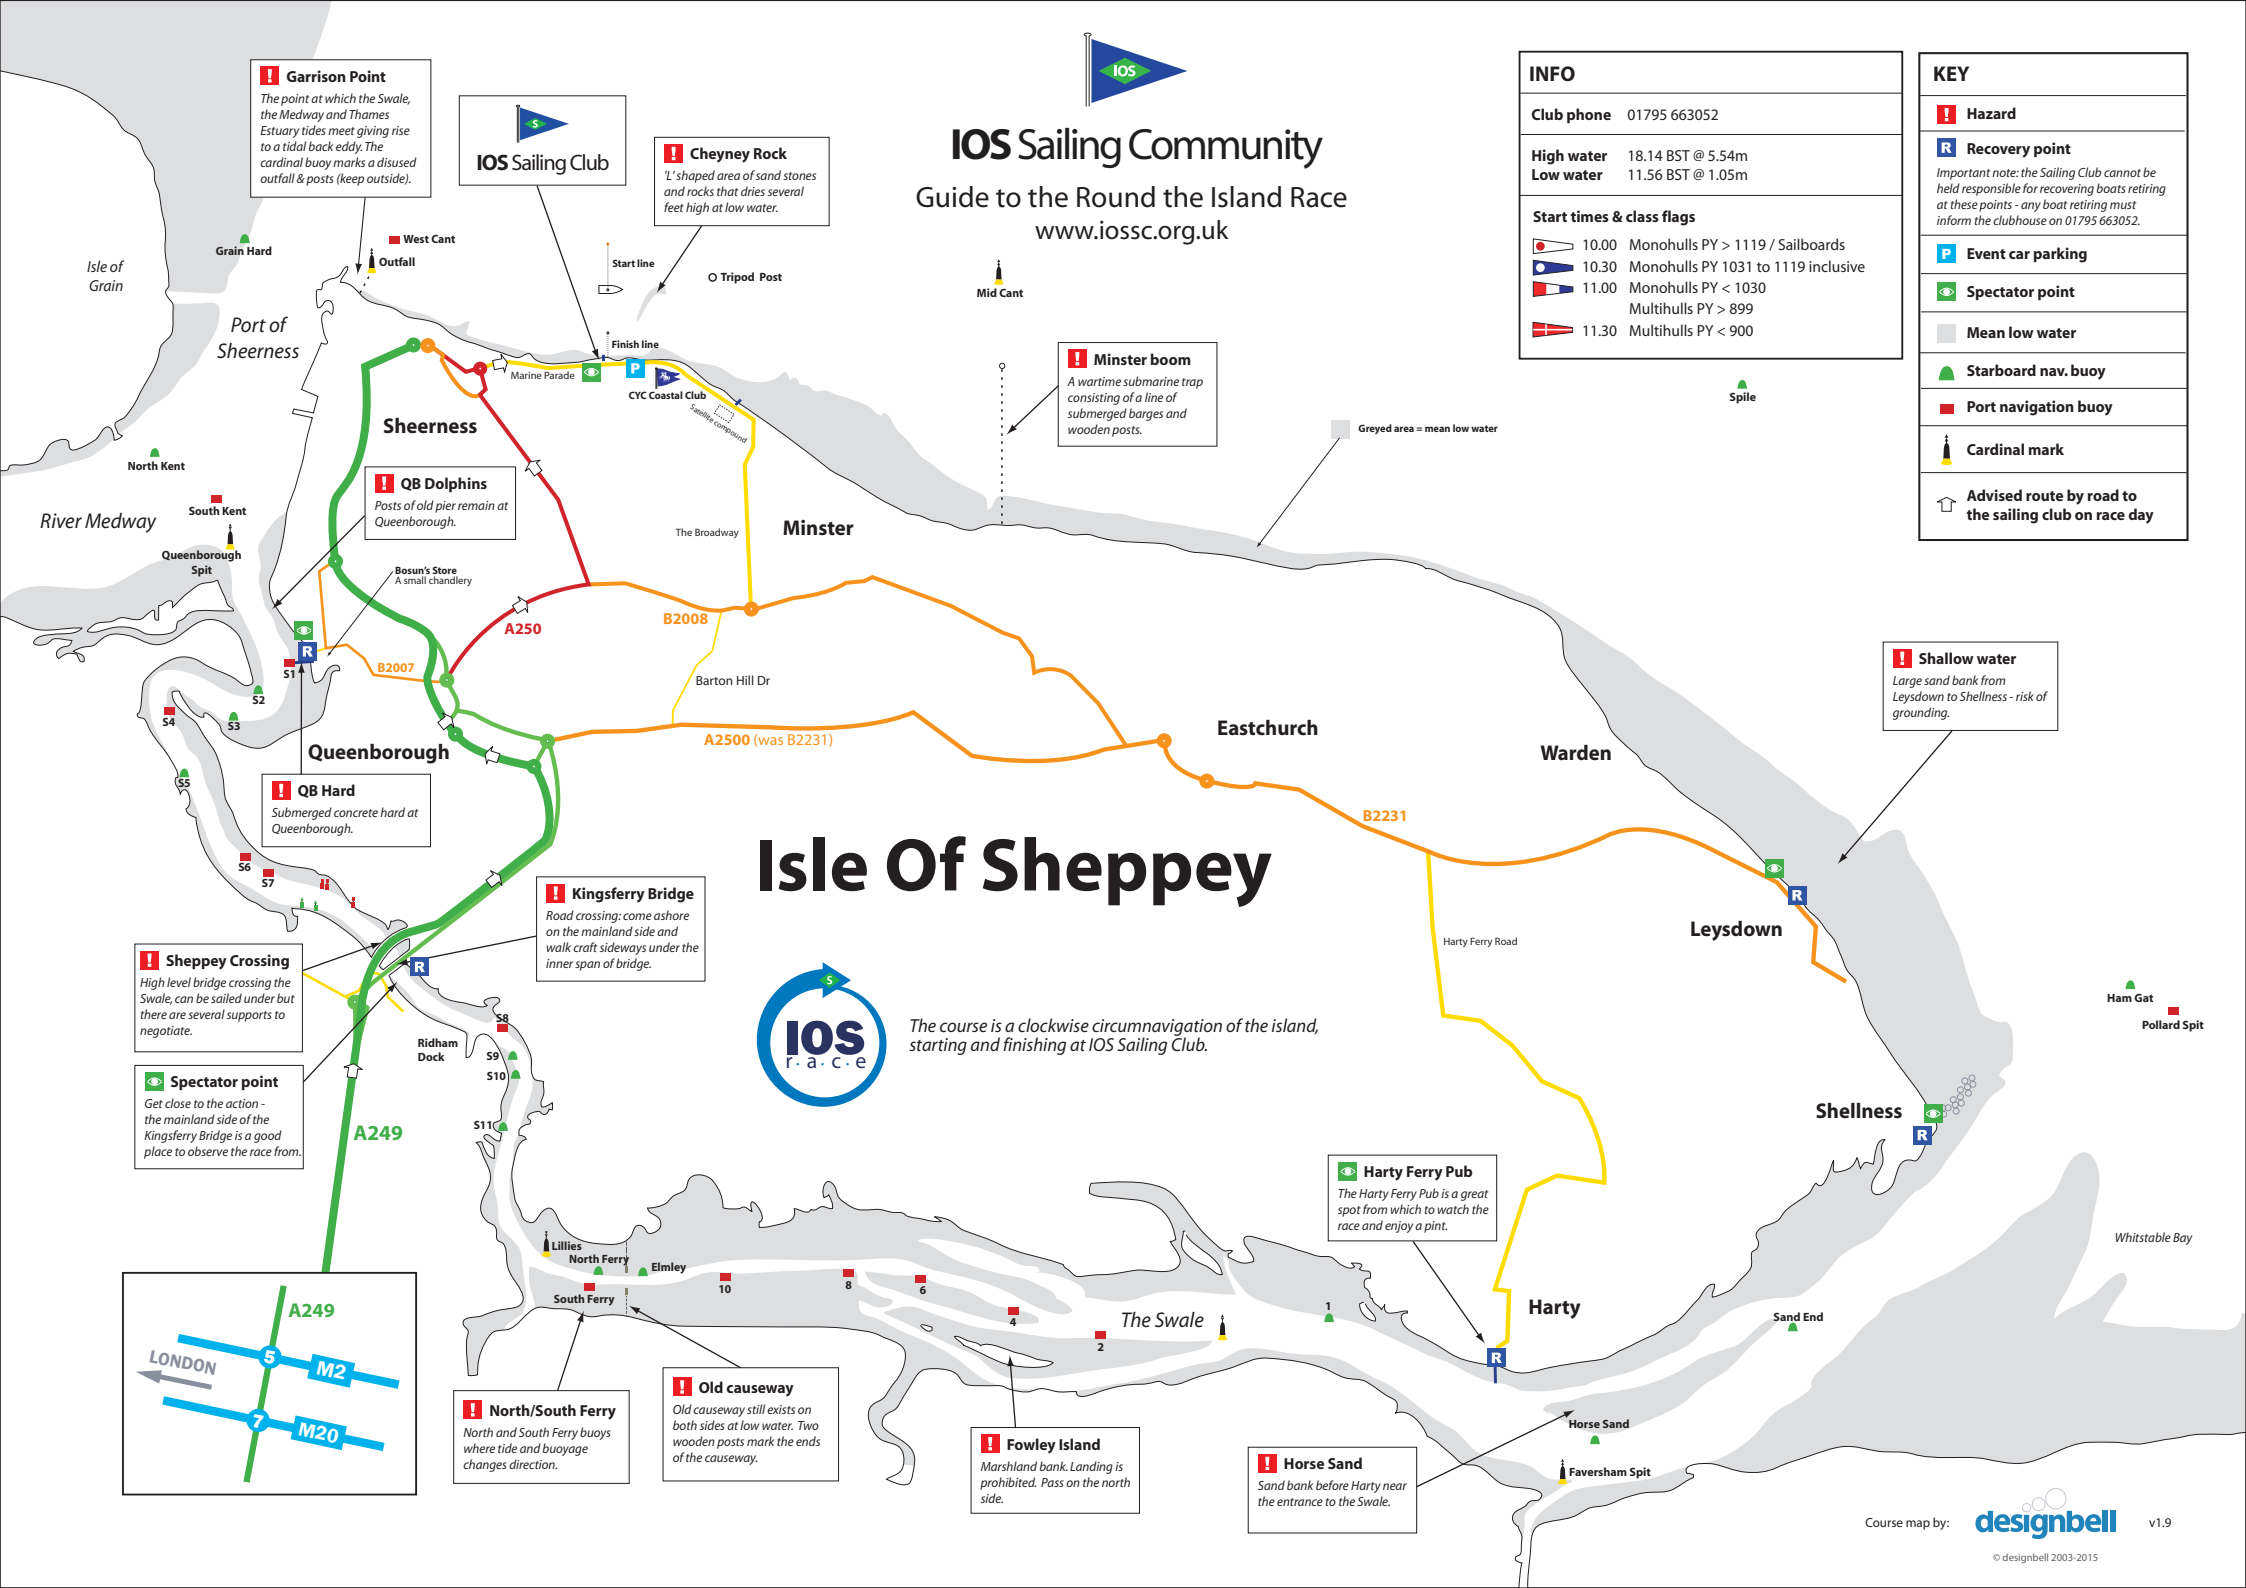 IOS
IOS Sailing Community
Guide to the Round the Island Race
www.iossc.org.uk
Garrison Point
The point at which the Swale,
the Medway and Thames
Estuary tides meet giving rise
to a tidal back eddy. The
cardinal buoy marks a disused
outfall & posts (keep outside).
S
IOS Sailing Club
Cheyney Rock
'L' shaped area of sand stones
and rocks that dries several
feet high at low water.
INFO
Club phone 01795 663052
High water 18.14 BST @ 5.54m
Low water 11.56 BST @ 1.05m
Start times & class flags
10.00 Monohulls PY > 1119 / Sailboards
10.30 Monohulls PY 1031 to 1119 inclusive
11.00 Monohulls PY < 1030
Multihulls PY > 899
11.30 Multihulls PY < 900
KEY
Hazard
R Recovery point
Important note: the Sailing Club cannot be
held responsible for recovering boats retiring
at these points - any boat retiring must
inform the clubhouse on 01795 663052.
P Event car parking
Spectator point
Mean low water
Starboard nav. buoy
Port navigation buoy
Cardinal mark
Advised route by road to
the sailing club on race day
Grain Hard
West Cant
Outfall
Isle of
Grain
Port of
Sheerness
Start line
Tripod Post
Mid Cant
Finish line
Marine Parade
P
CYC Coastal Club
Satellite compound
Minster boom
A wartime submarine trap
consisting of a line of
submerged barges and
wooden posts.
Spile
Greyed area = mean low water
Sheerness
North Kent
South Kent
River Medway
Queenborough
Spit
QB Dolphins
Posts of old pier remain at
Queenborough.
Bosun's Store
A small chandlery
The Broadway
Minster
B2008
A250
B2007
Barton Hill Dr
R
S1
S2
S3
S4
S5
Queenborough
A2500 (was B2231)
Eastchurch
Warden
Shallow water
Large sand bank from
Leysdown to Shellness - risk of
grounding.
QB Hard
Submerged concrete hard at
Queenborough.
B2231
Isle Of Sheppey
S6
S7
Kingsferry Bridge
Road crossing: come ashore
on the mainland side and
walk craft sideways under the
inner span of bridge.
R
Leysdown
Harty Ferry Road
Sheppey Crossing
High level bridge crossing the
Swale, can be sailed under but
there are several supports to
negotiate.
R
S
IOS
r·a·c·e
The course is a clockwise circumnavigation of the island,
starting and finishing at IOS Sailing Club.
Ham Gat
Pollard Spit
S8
Ridham
Dock
S9
S10
S11
Spectator point
Get close to the action -
the mainland side of the
Kingsferry Bridge is a good
place to observe the race from.
A249
Shellness
R
Harty Ferry Pub
The Harty Ferry Pub is a great
spot from which to watch the
race and enjoy a pint.
Whitstable Bay
Lillies
North Ferry
Elmley
South Ferry
10
8
6
4
2
The Swale
1
Harty
R
Sand End
A249
LONDON
5
M2
7
M20
North/South Ferry
North and South Ferry buoys
where tide and buoyage
changes direction.
Old causeway
Old causeway still exists on
both sides at low water. Two
wooden posts mark the ends
of the causeway.
Fowley Island
Marshland bank. Landing is
prohibited. Pass on the north
side.
Horse Sand
Sand bank before Harty near
the entrance to the Swale.
Horse Sand
Faversham Spit
Course map by:
designbell
v1.9
© designbell 2003-2015